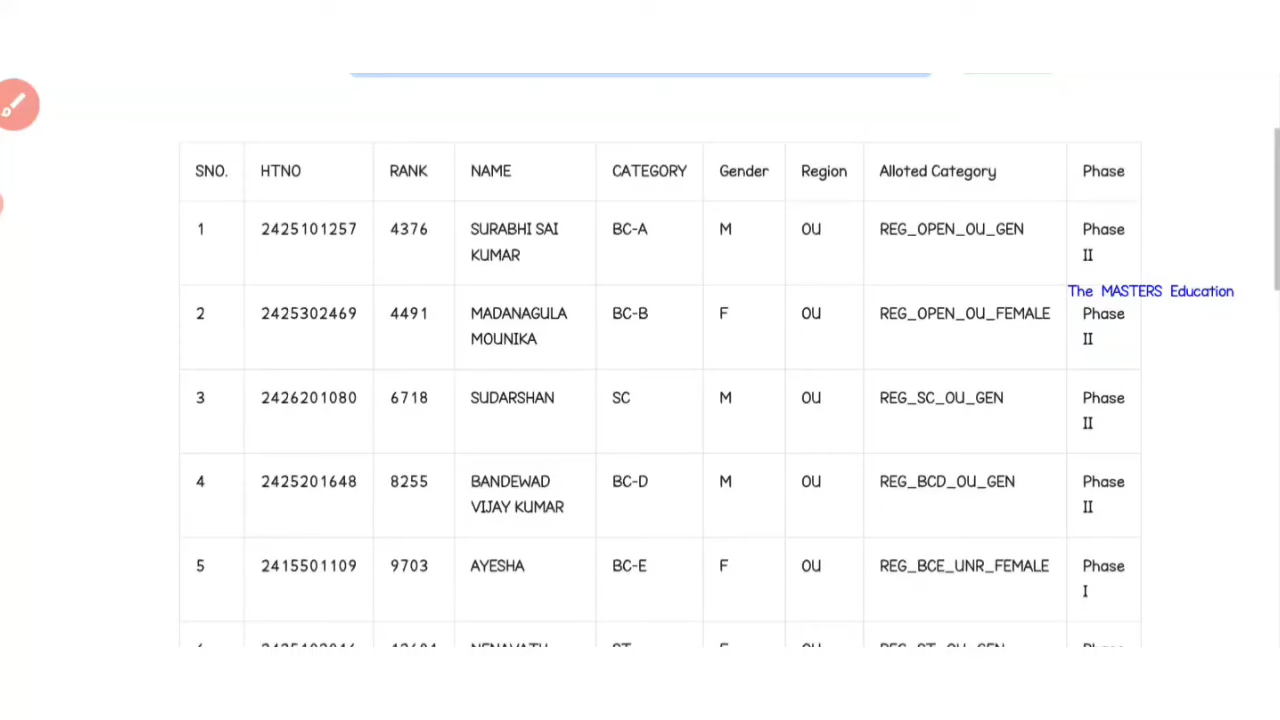 SNO. HTNO RANK NAME CATEGORY Gender Region Alloted Category Phase
1 2425101257 4376 SURABHI SAI BC-A M OU REG_OPEN_OU_GEN Phase
KUMAR II
The MASTERS Education
2 2425302469 4491 MADANAGULA BC-B F OU REG_OPEN_OU_FEMALE Phase
MOUNIKA II
3 2426201080 6718 SUDARSHAN SC M OU REG_SC_OU_GEN Phase
II
4 2425201648 8255 BANDEWAD BC-D M OU REG_BCD_OU_GEN Phase
VIJAY KUMAR II
5 2415501109 9703 AYESHA BC-E F OU REG_BCE_UNR_FEMALE Phase
I